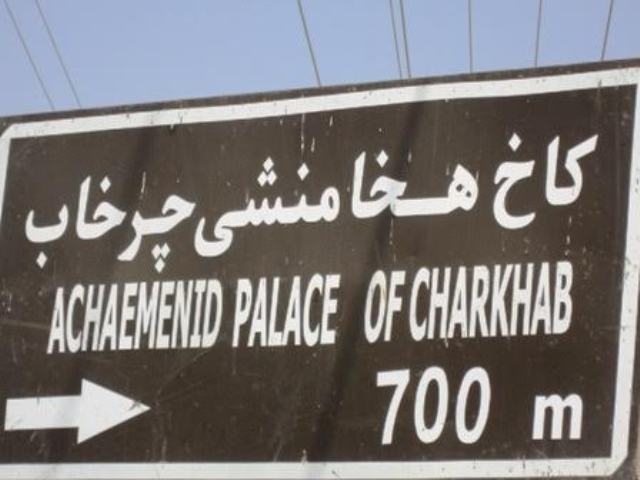 کاخ هخامنشی چرخاب
ACHAEMENID PALACE OF CHARKHAB
700 m